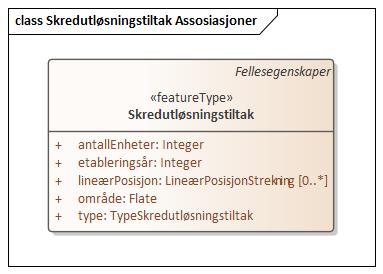 class Skredutløsningstiltak Assosiasjoner
Fellesegenskaper
«featureType»
Skredutløsningstiltak
+ antallEnheter: Integer
+ etableringsår: Integer
+ lineærPosisjon: LineærPosisjonStrekning [0..*]
+ område: Flate
+ type: TypeSkredutløsningstiltak